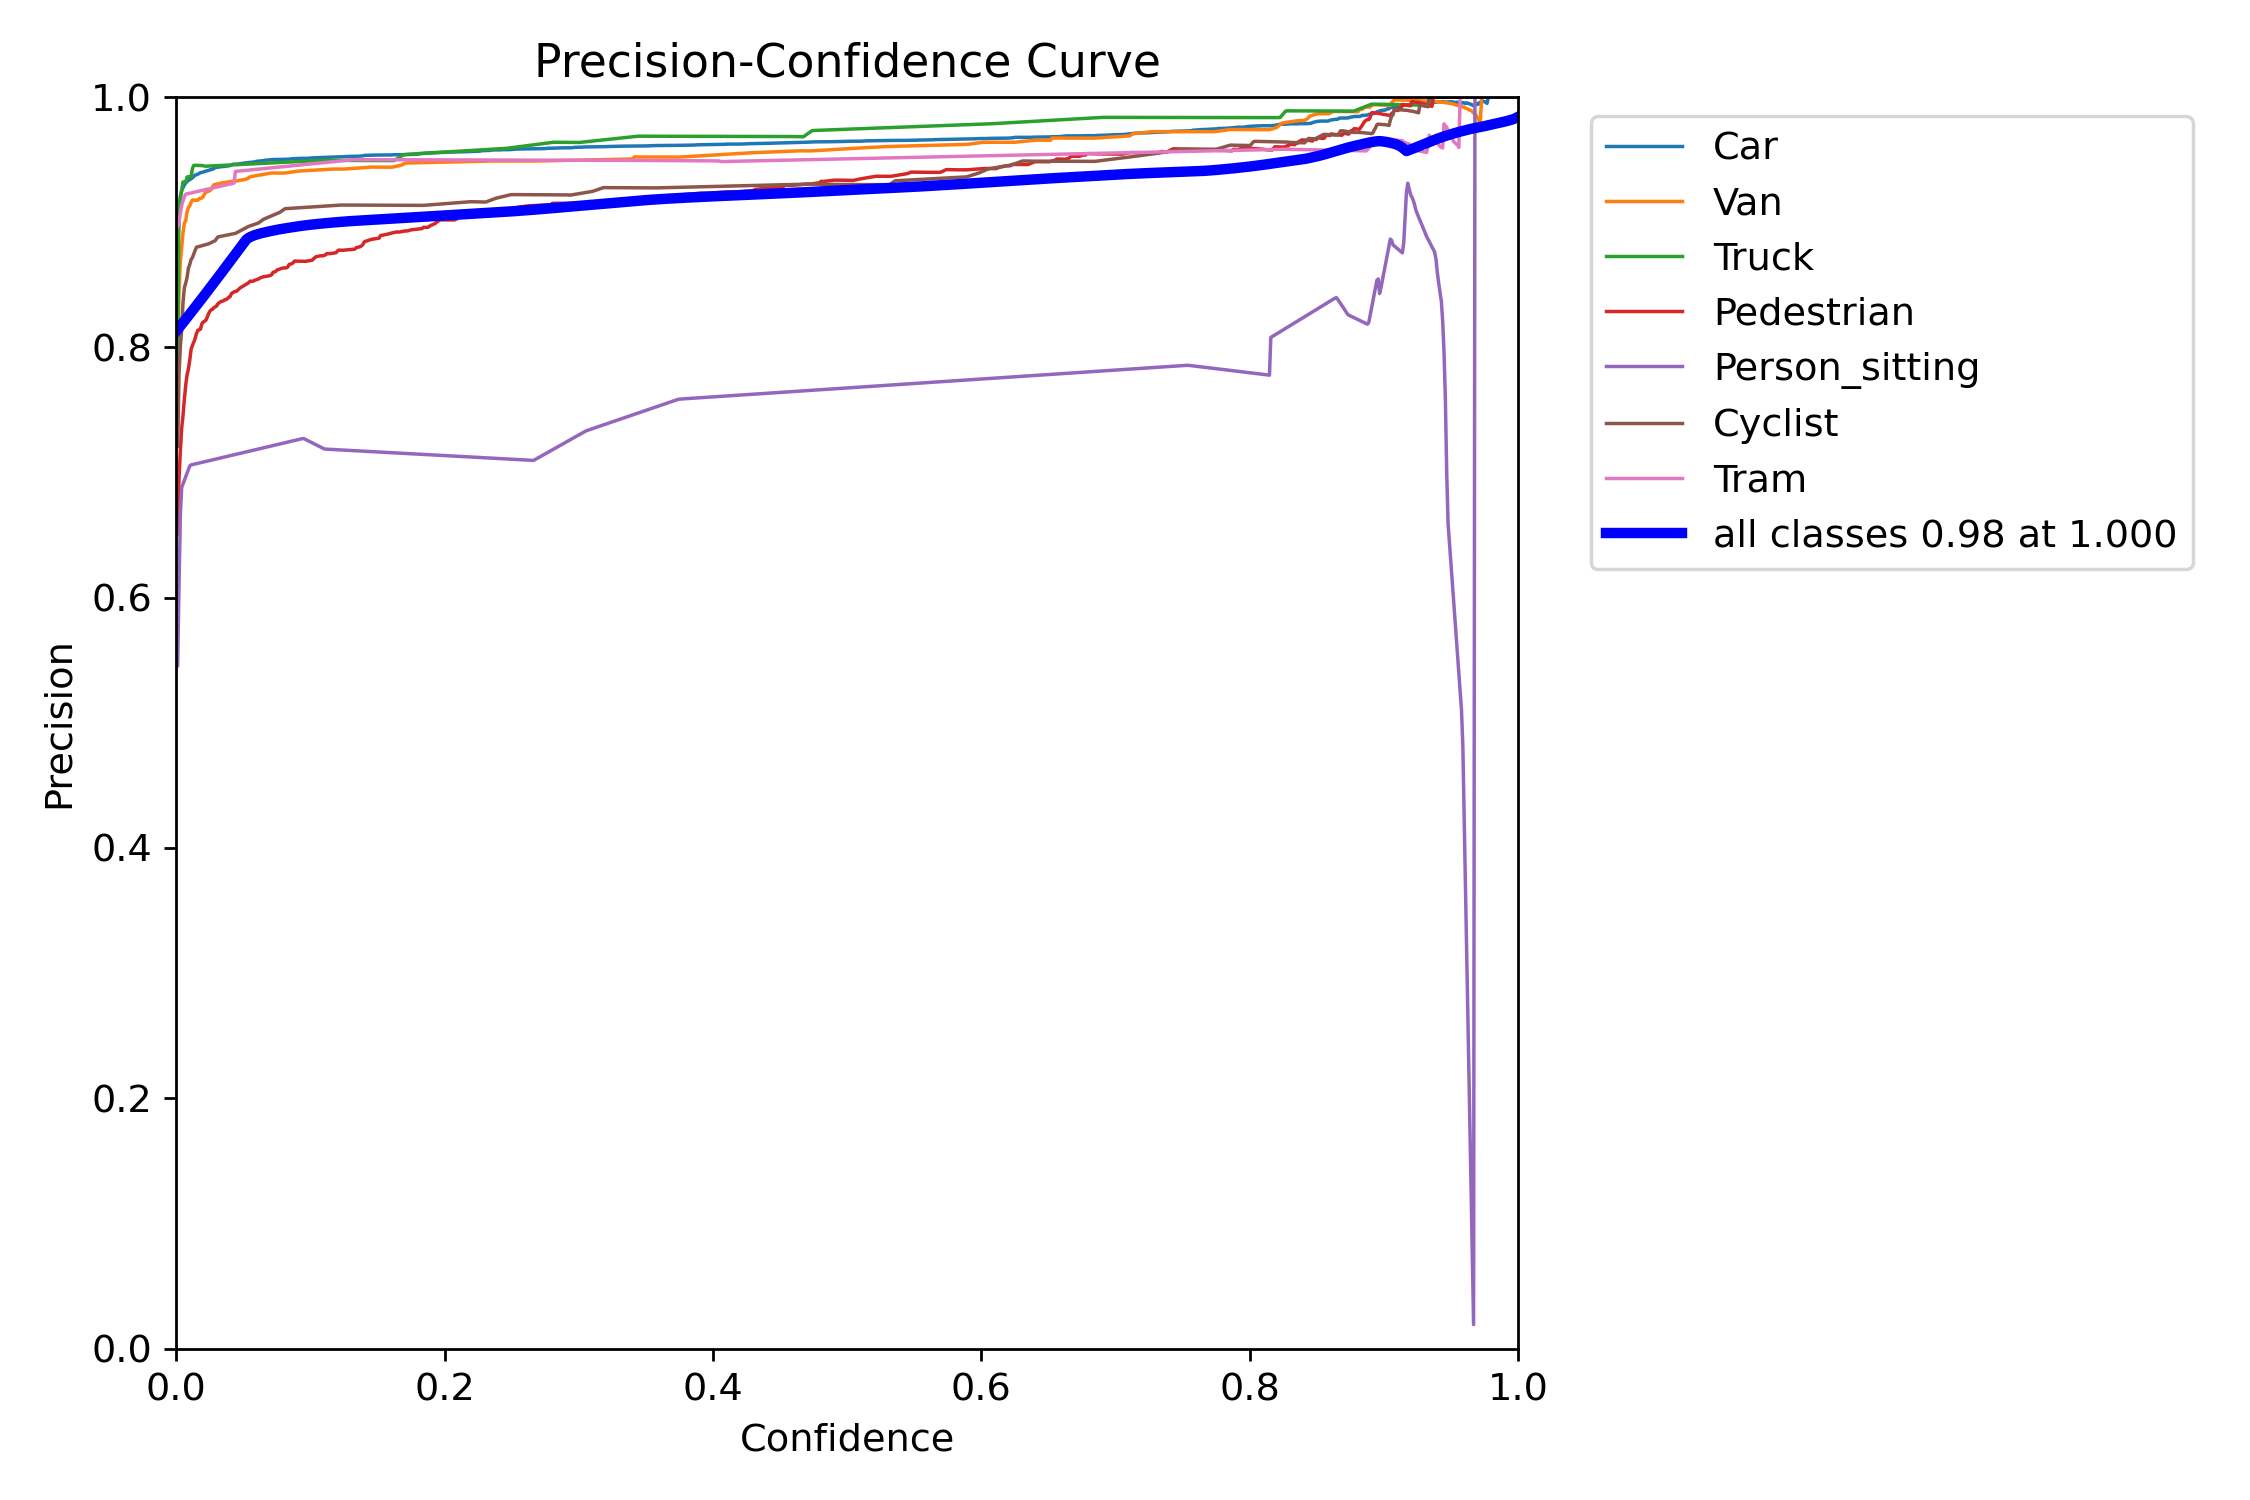 Precision-Confidence Curve
1.0
0.8
0.6
0.4
0.2
0.0
Precision
0.0 0.2 0.4 0.6 0.8 1.0
Confidence
Car
Van
Truck
Pedestrian
Person_sitting
Cyclist
Tram
all classes 0.98 at 1.000